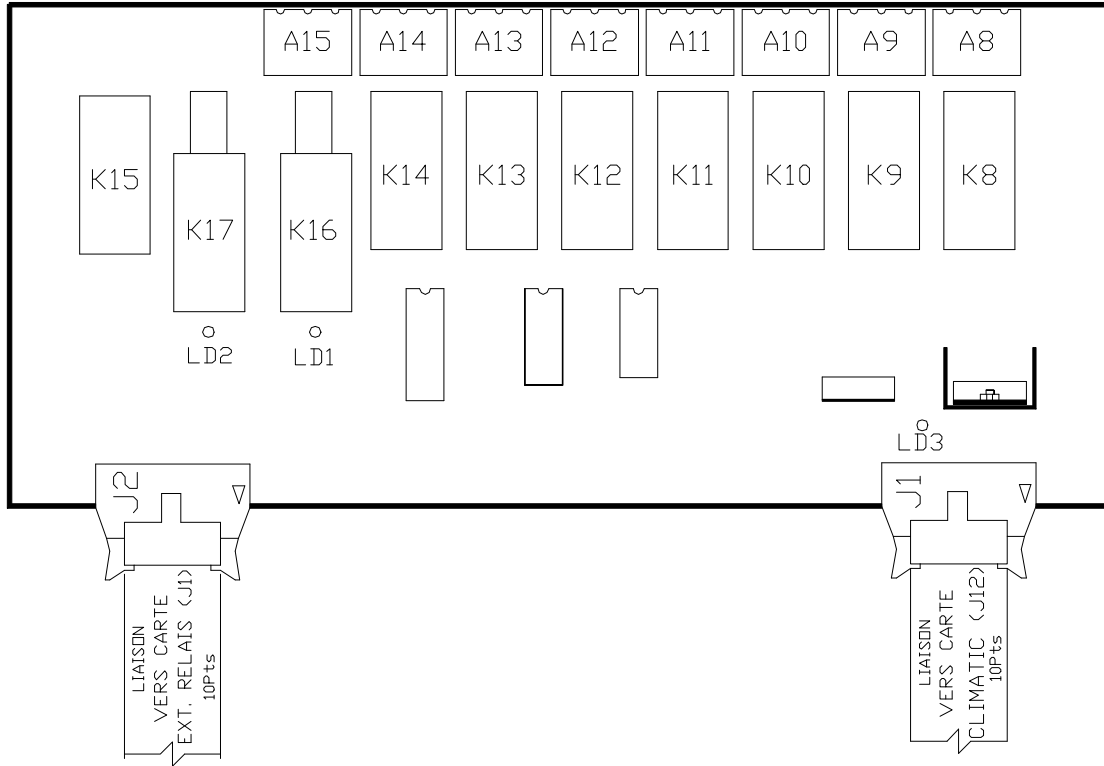 A15 A14 A13 A12 A11 A10 A9 A8
K15 K14 K13 K12 K11 K10 K9 K8
K17 K16
LD2 LD1
LD3
J2 J1
LIAISON
VERS CARTE
EXT. RELAIS (J1)
10Pts
LIAISON
VERS CARTE
CLIMATIC (J12)
10Pts